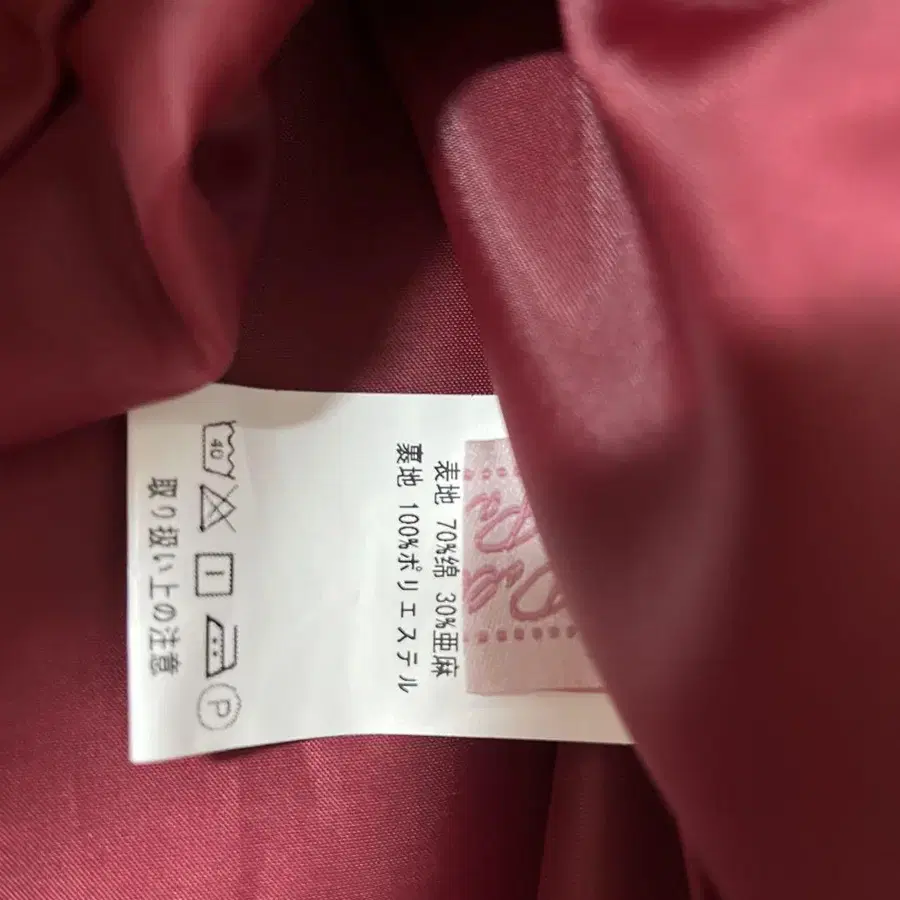 表地 70%綿 30%亜麻
裏地 100%ポリエステル
40
P
取り扱い上の注意